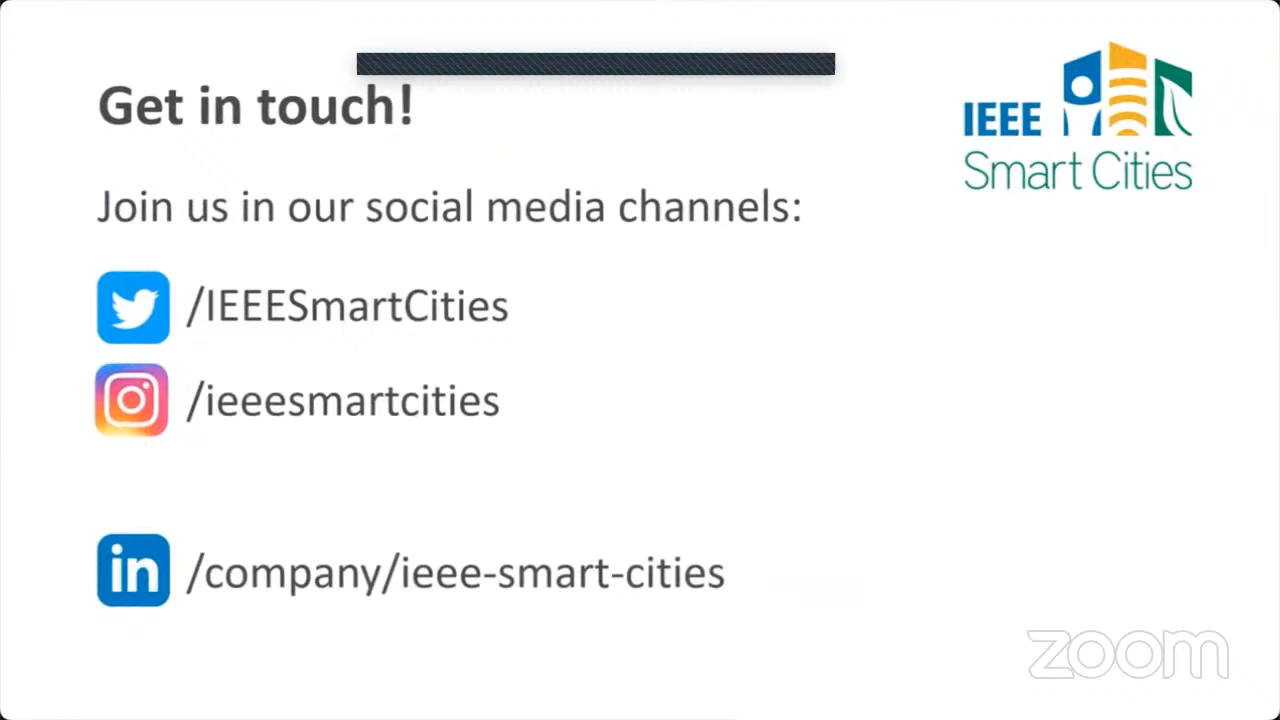 Get in touch!
IEEE
Smart Cities
Join us in our social media channels:
/IEEESmartCities
/ieeesmartcities
in /company/ieee-smart-cities
zoom